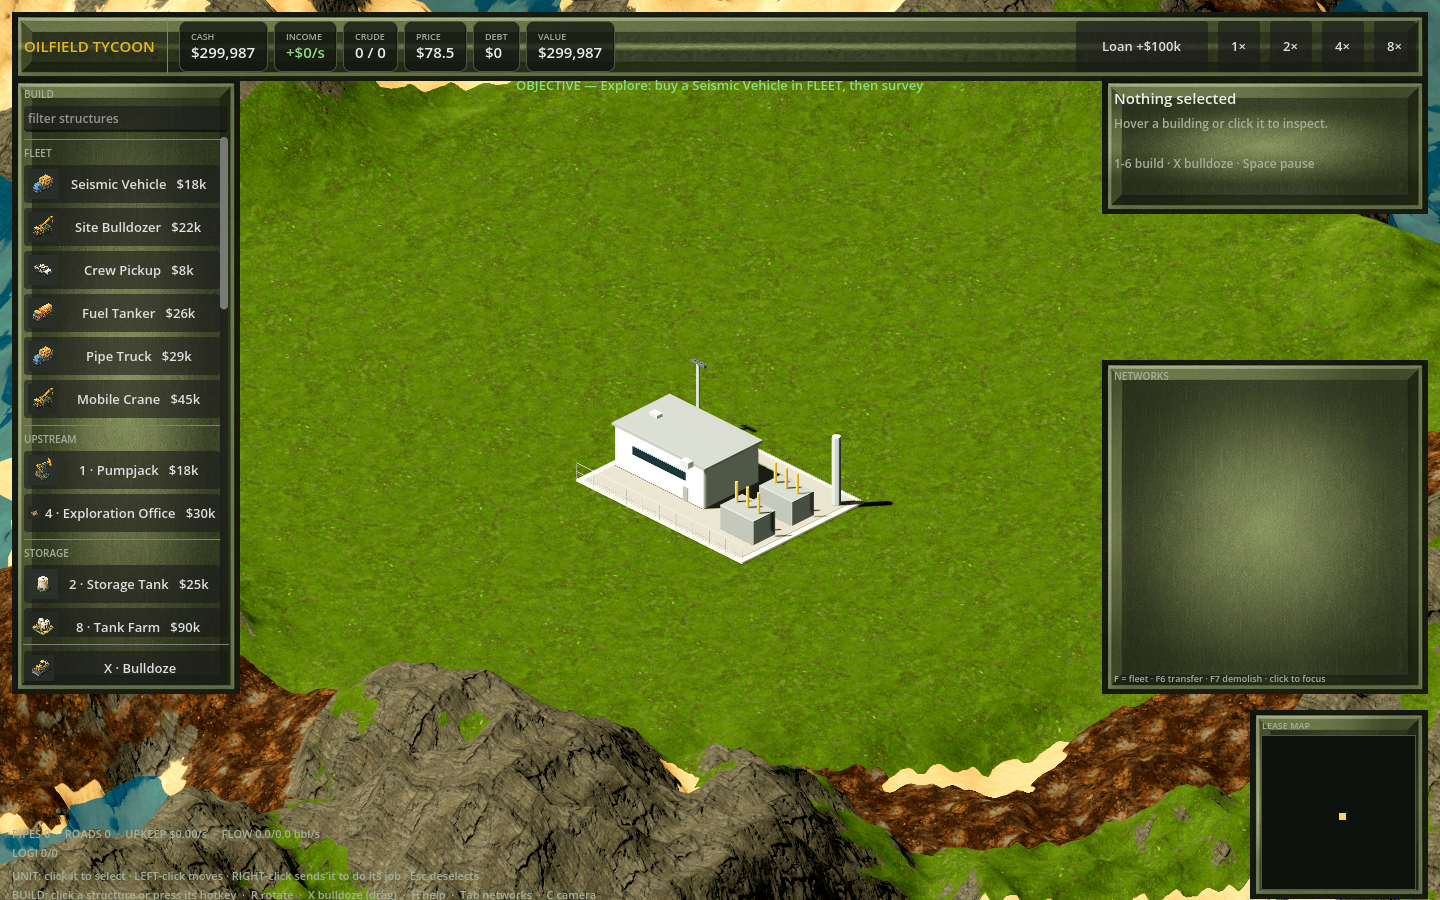 OILFIELD TYCOON
CASH
$299,987
INCOME
+$0/s
CRUDE
0 / 0
PRICE
$78.5
DEBT
$0
VALUE
$299,987
Loan +$100k
1×
2×
4×
8×
OBJECTIVE — Explore: buy a Seismic Vehicle in FLEET, then survey
BUILD
filter structures
FLEET
Seismic Vehicle $18k
Site Bulldozer $22k
Crew Pickup $8k
Fuel Tanker $26k
Pipe Truck $29k
Mobile Crane $45k
UPSTREAM
1 · Pumpjack $18k
4 · Exploration Office $30k
STORAGE
2 · Storage Tank $25k
8 · Tank Farm $90k
X · Bulldoze
Nothing selected
Hover a building or click it to inspect.
1-6 build · X bulldoze · Space pause
NETWORKS
F = fleet · F6 transfer · F7 demolish · click to focus
LEASE MAP
PIPES 0 · ROADS 0 · UPKEEP $0.00/s · FLOW 0.0/0.0 bbl/s
LOGI 0/0
UNIT: click it to select · LEFT-click moves · RIGHT-click sends it to do its job · Esc deselects
BUILD: click a structure or press its hotkey · R rotate · X bulldoze (drag) · H help · Tab networks · C camera